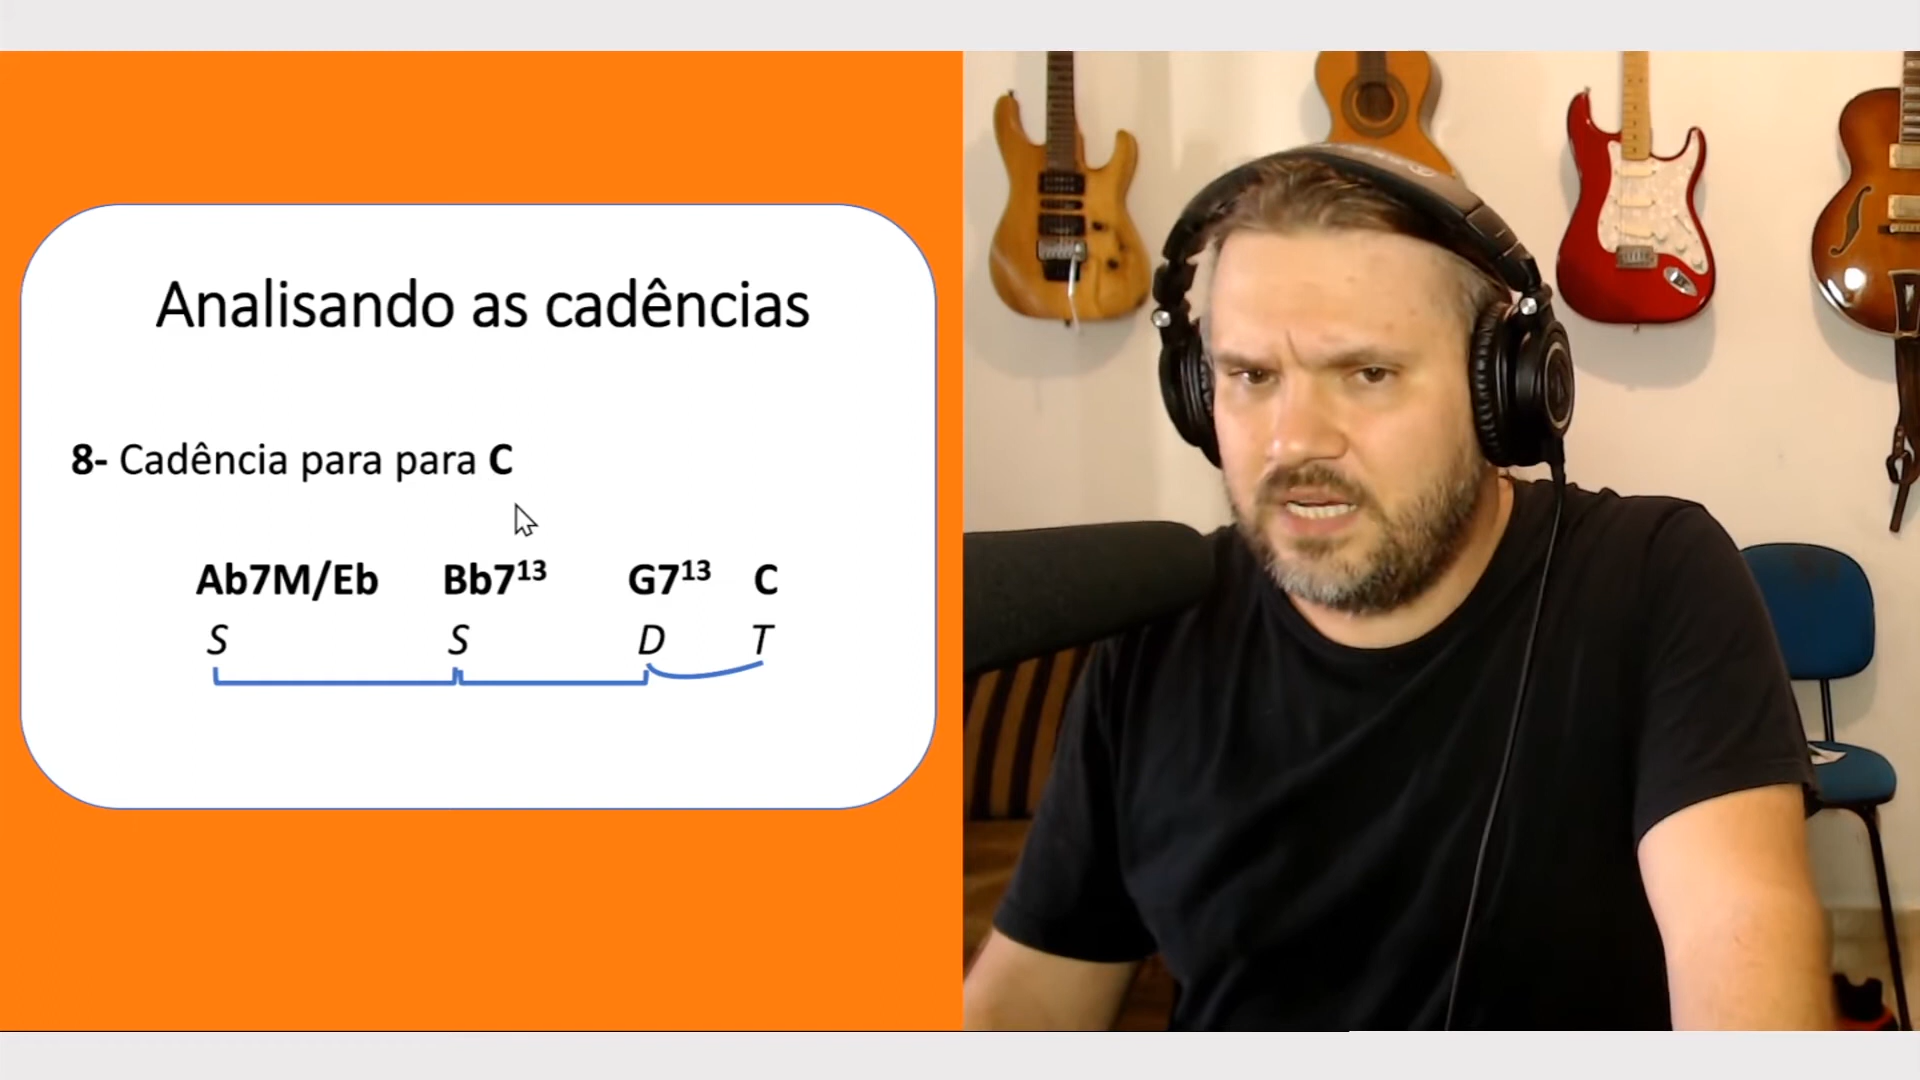 Analisando as cadências
8- Cadência para para C
Ab7M/Eb Bb7¹³ G7¹³ C
S S D T